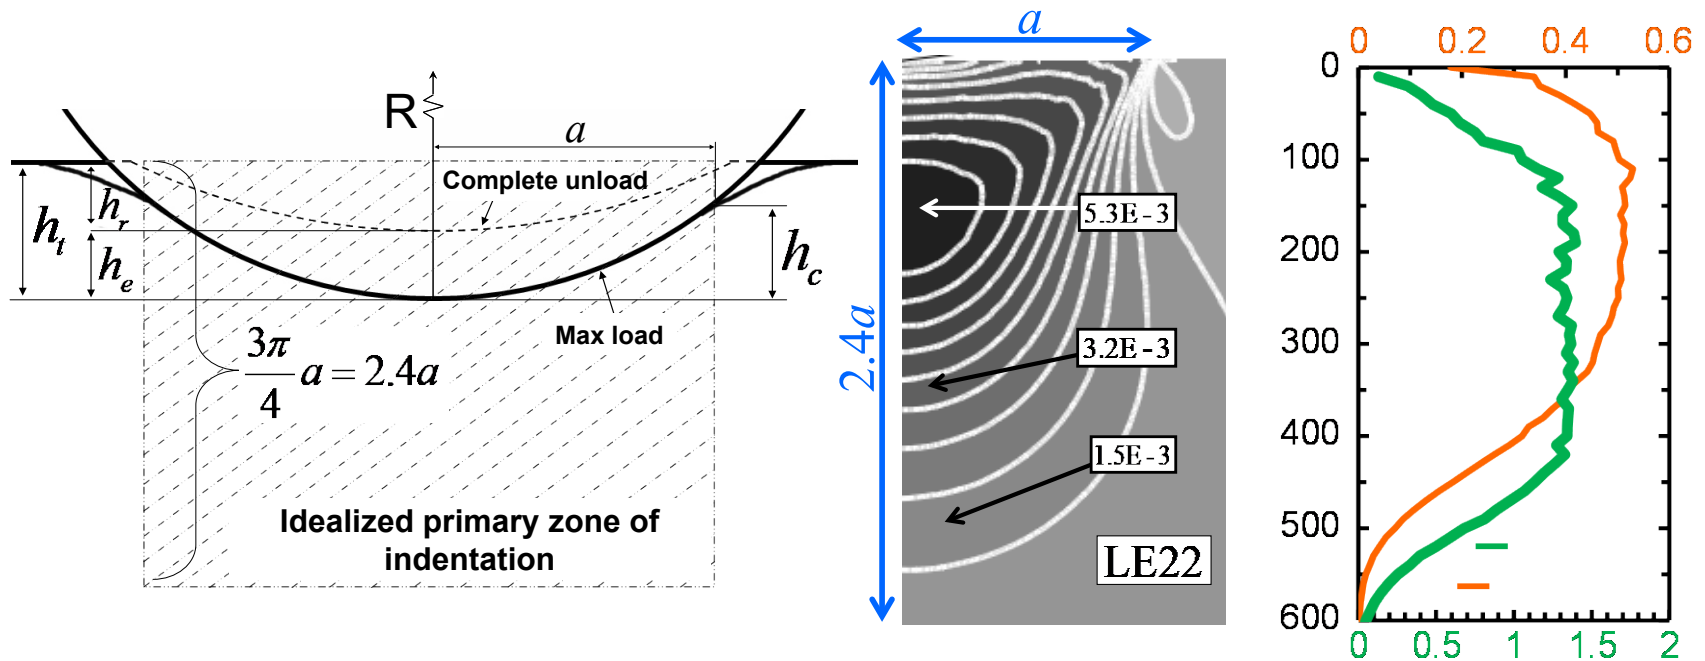 R
a
Complete unload
h_r
h_t
h_e
h_c
Max load
\frac{3π}{4} a = 2.4a
Idealized primary zone of
indentation
a
2.4a
5.3E-3
3.2E-3
1.5E-3
LE22
0 0.2 0.4 0.6
0
100
200
300
400
500
600
0 0.5 1 1.5 2